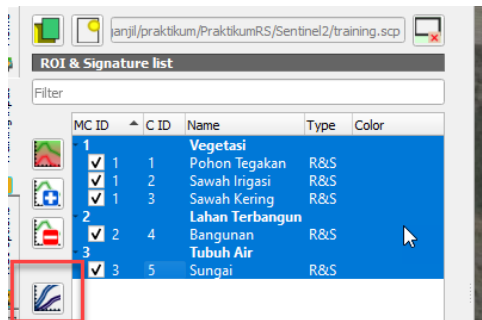 anjil/praktikum/PraktikumRS/Sentinel2/training.scp
ROI & Signature list
Filter
MC ID C ID Name Type Color
1 Vegetasi
1 1 Pohon Tegakan R&S
1 2 Sawah Irigasi R&S
1 3 Sawah Kering R&S
2 Lahan Terbangun
2 4 Bangunan R&S
3 Tubuh Air
3 5 Sungai R&S